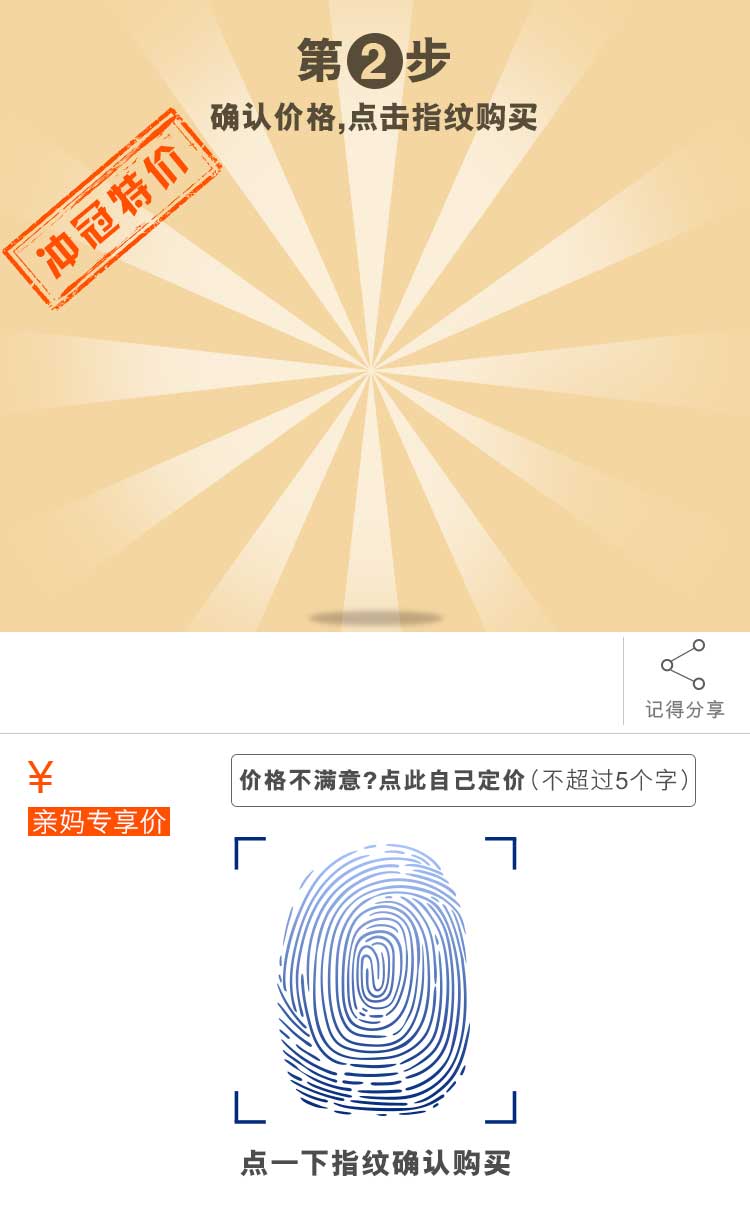 第2步
确认价格,点击指纹购买
冲冠特价
记得分享
¥
亲妈专享价
价格不满意?点此自己定价(不超过5个字)
点一下指纹确认购买